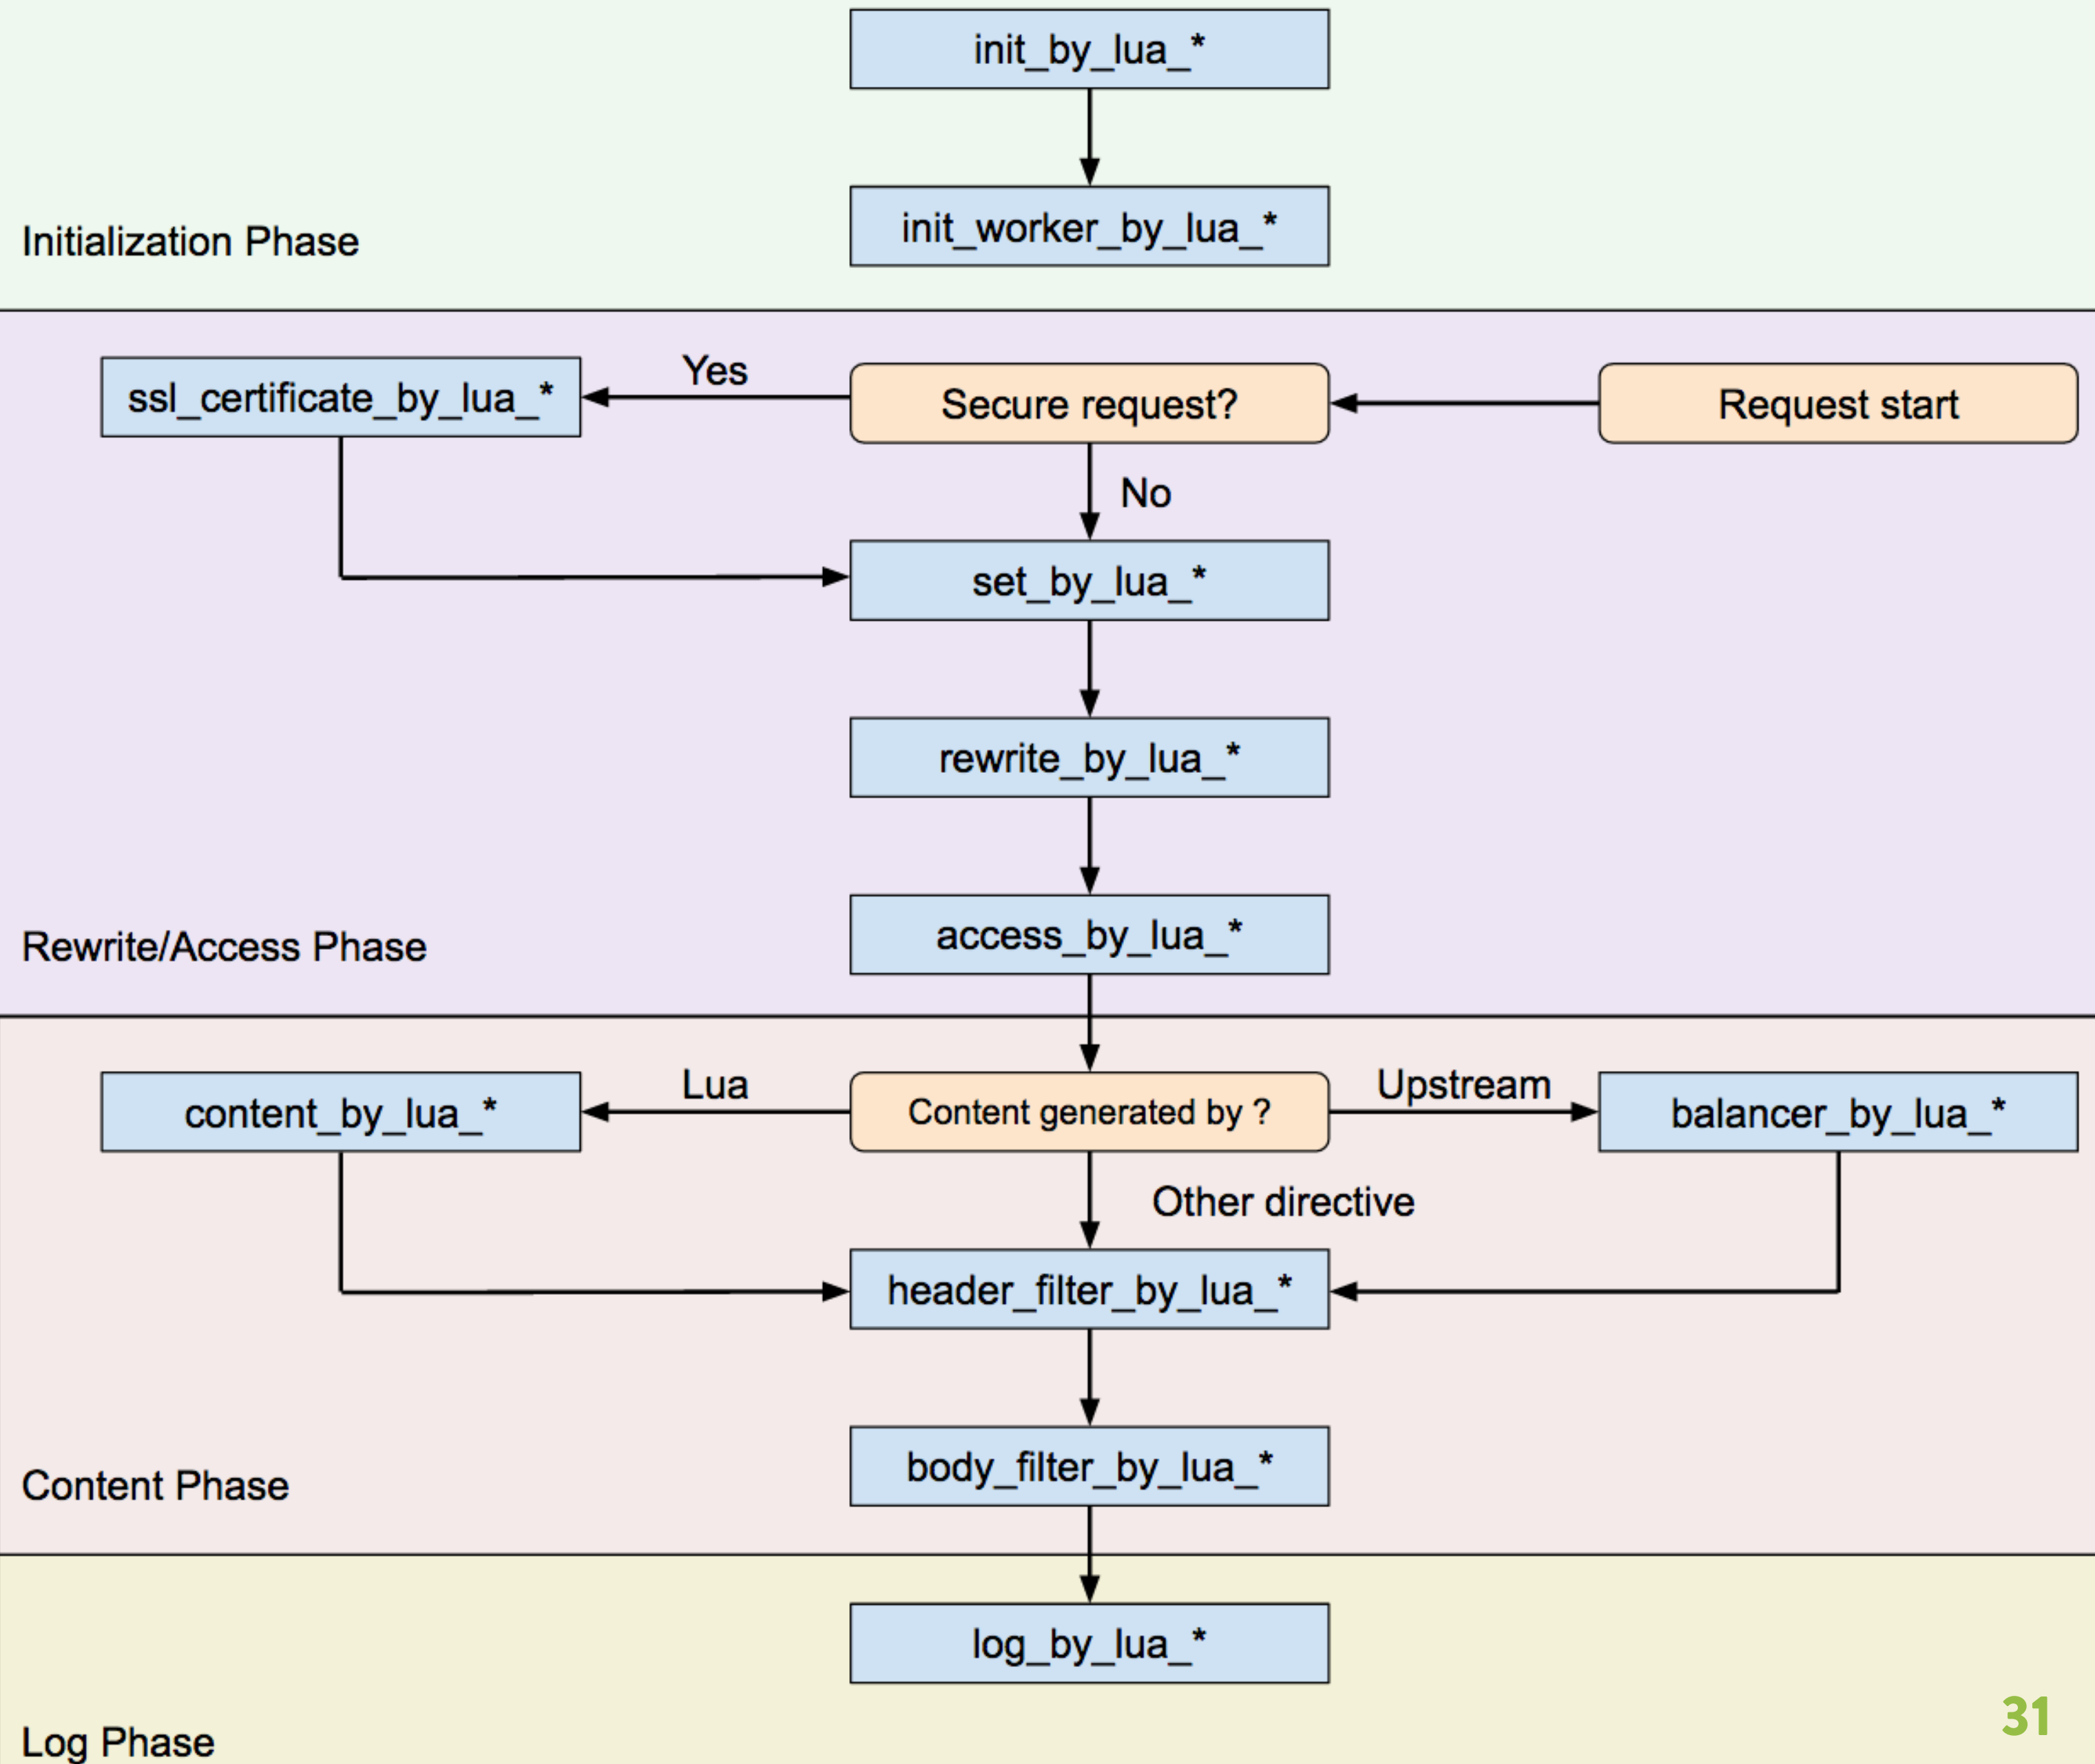 init_by_lua_*
init_worker_by_lua_*
Initialization Phase
ssl_certificate_by_lua_*
Yes
Secure request?
Request start
No
set_by_lua_*
rewrite_by_lua_*
access_by_lua_*
Rewrite/Access Phase
content_by_lua_*
Lua
Content generated by ?
Upstream
balancer_by_lua_*
Other directive
header_filter_by_lua_*
body_filter_by_lua_*
Content Phase
log_by_lua_*
31
Log Phase